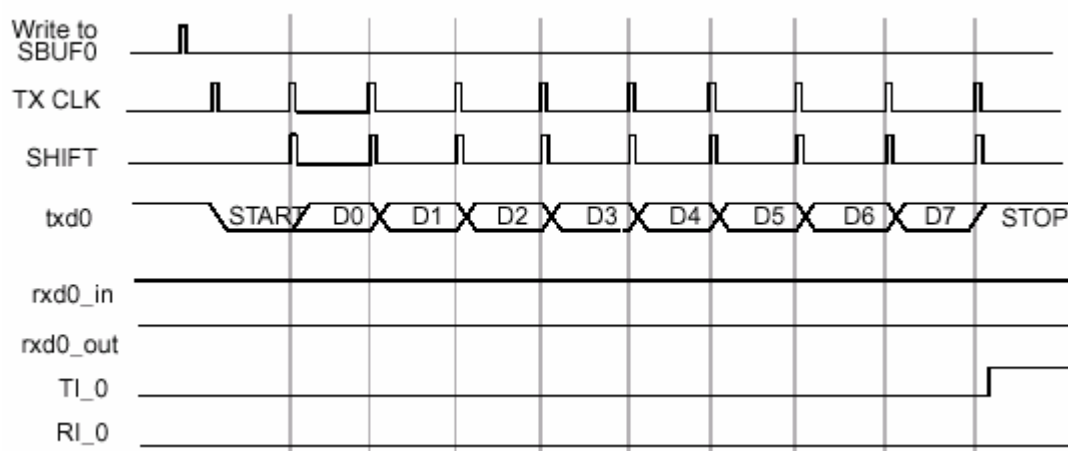 Write to
SBUF0
TX CLK
SHIFT
txd0
START D0 D1 D2 D3 D4 D5 D6 D7 STOP
rxd0_in
rxd0_out
TI_0
RI_0